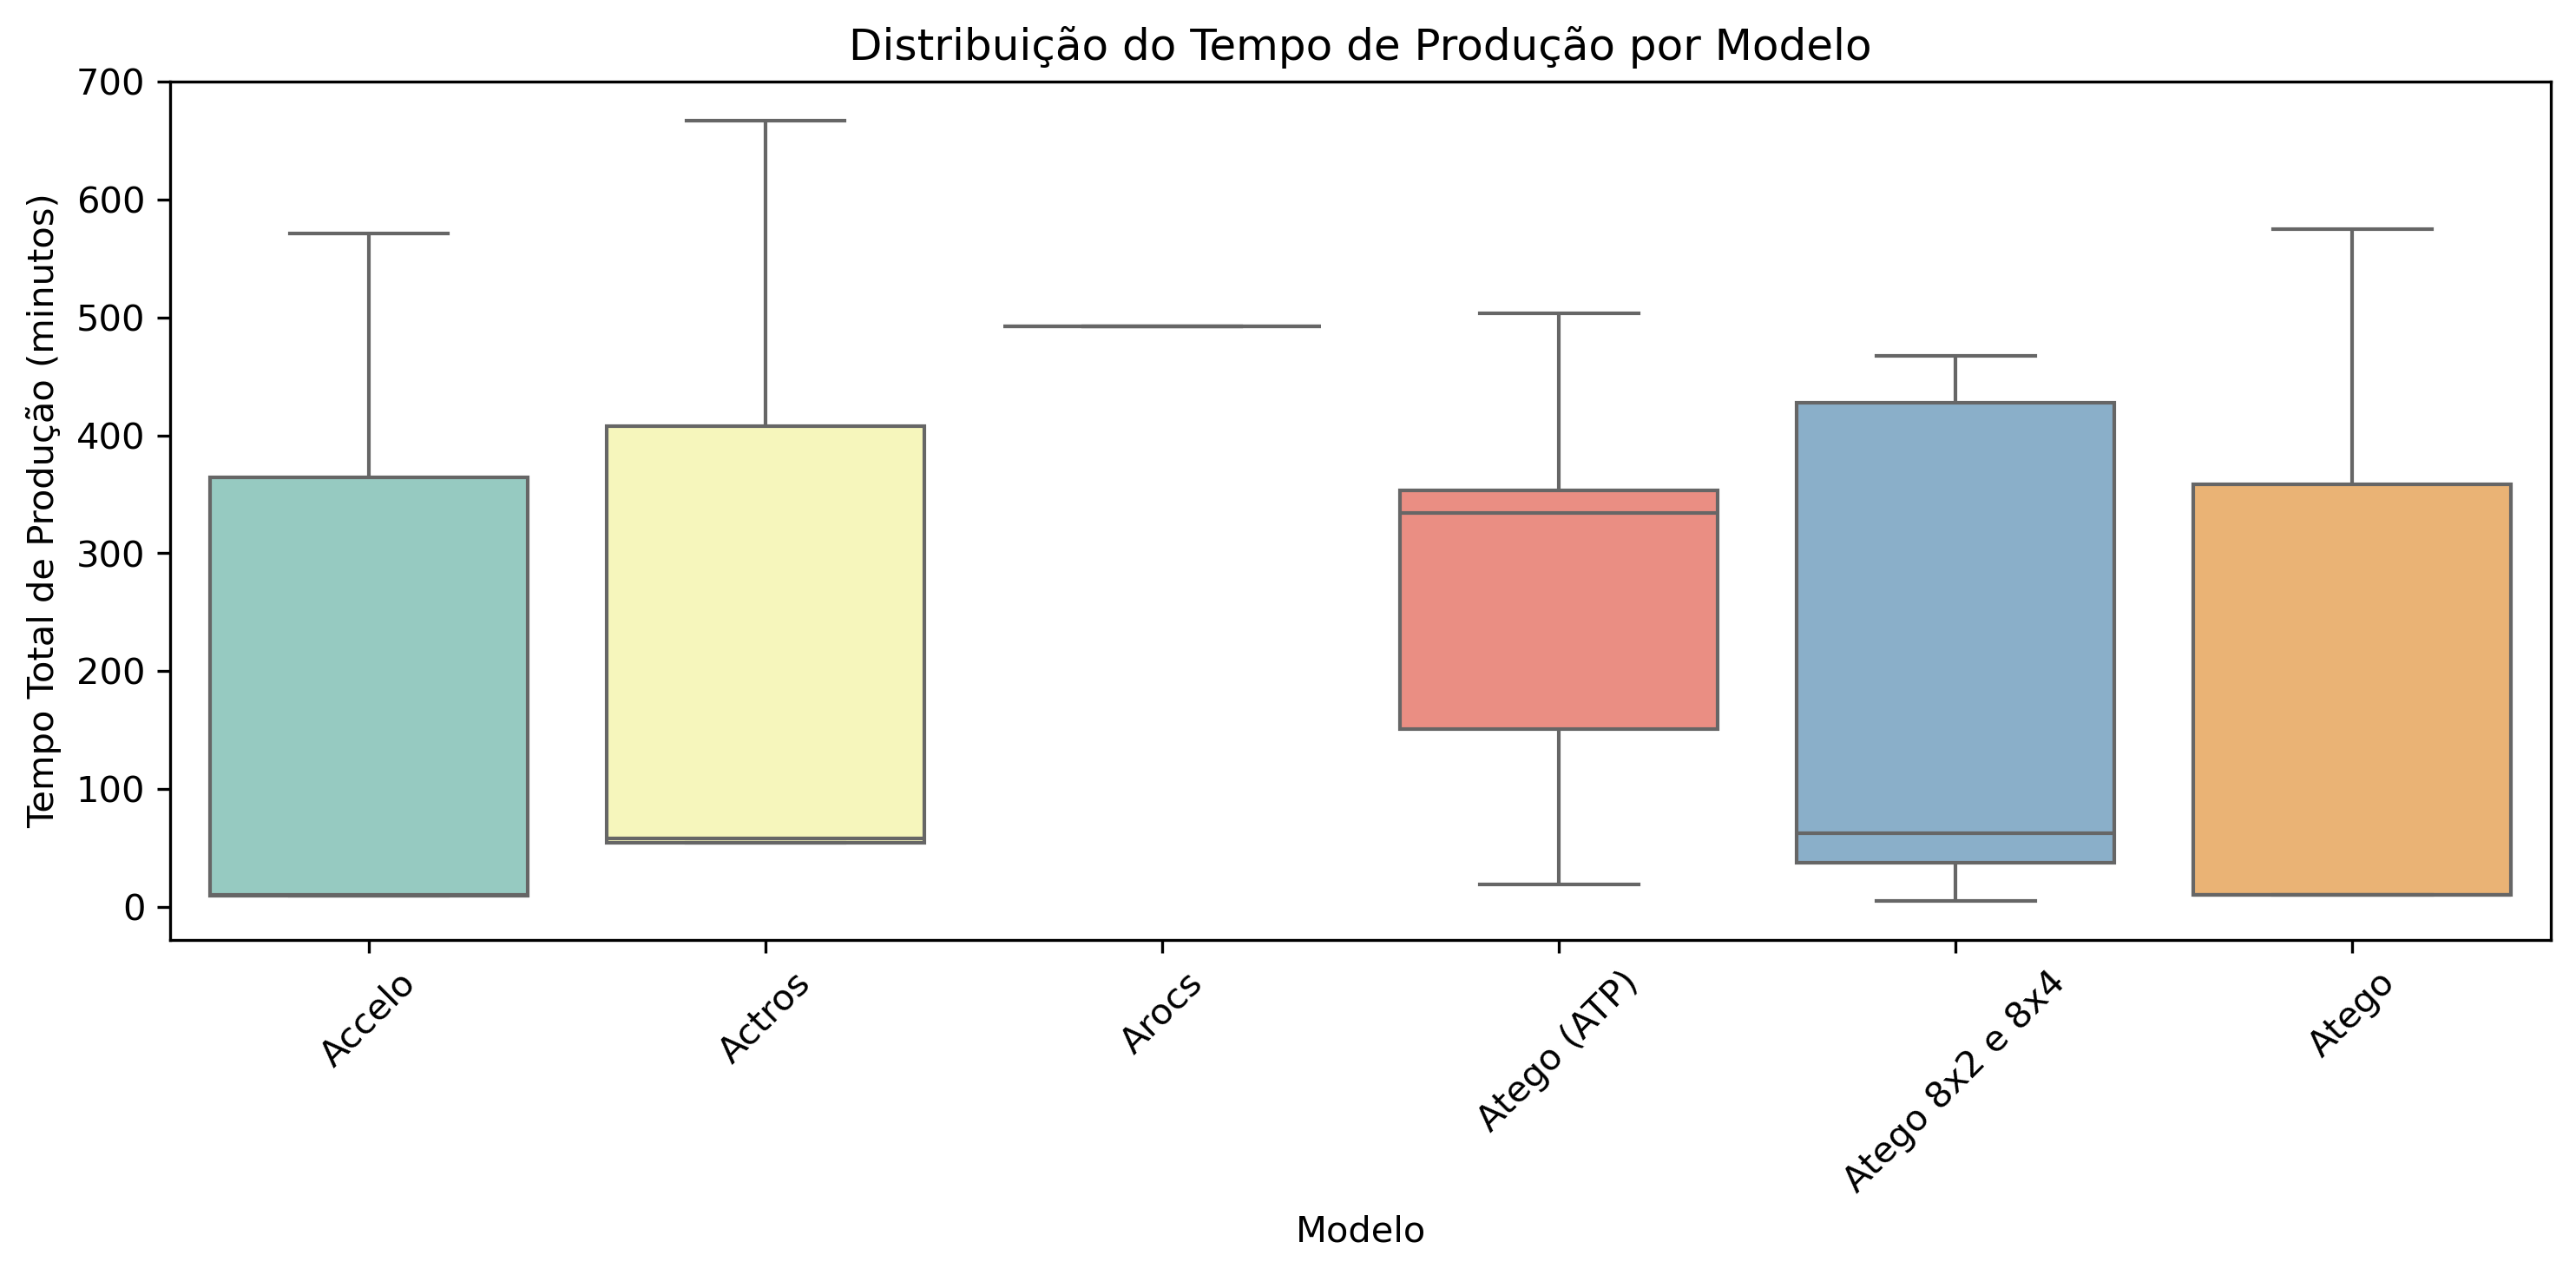 Distribuição do Tempo de Produção por Modelo
Tempo Total de Produção (minutos)
700
600
500
400
300
200
100
0
Accelo
Actros
Arocs
Atego (ATP)
Atego 8x2 e 8x4
Atego
Modelo